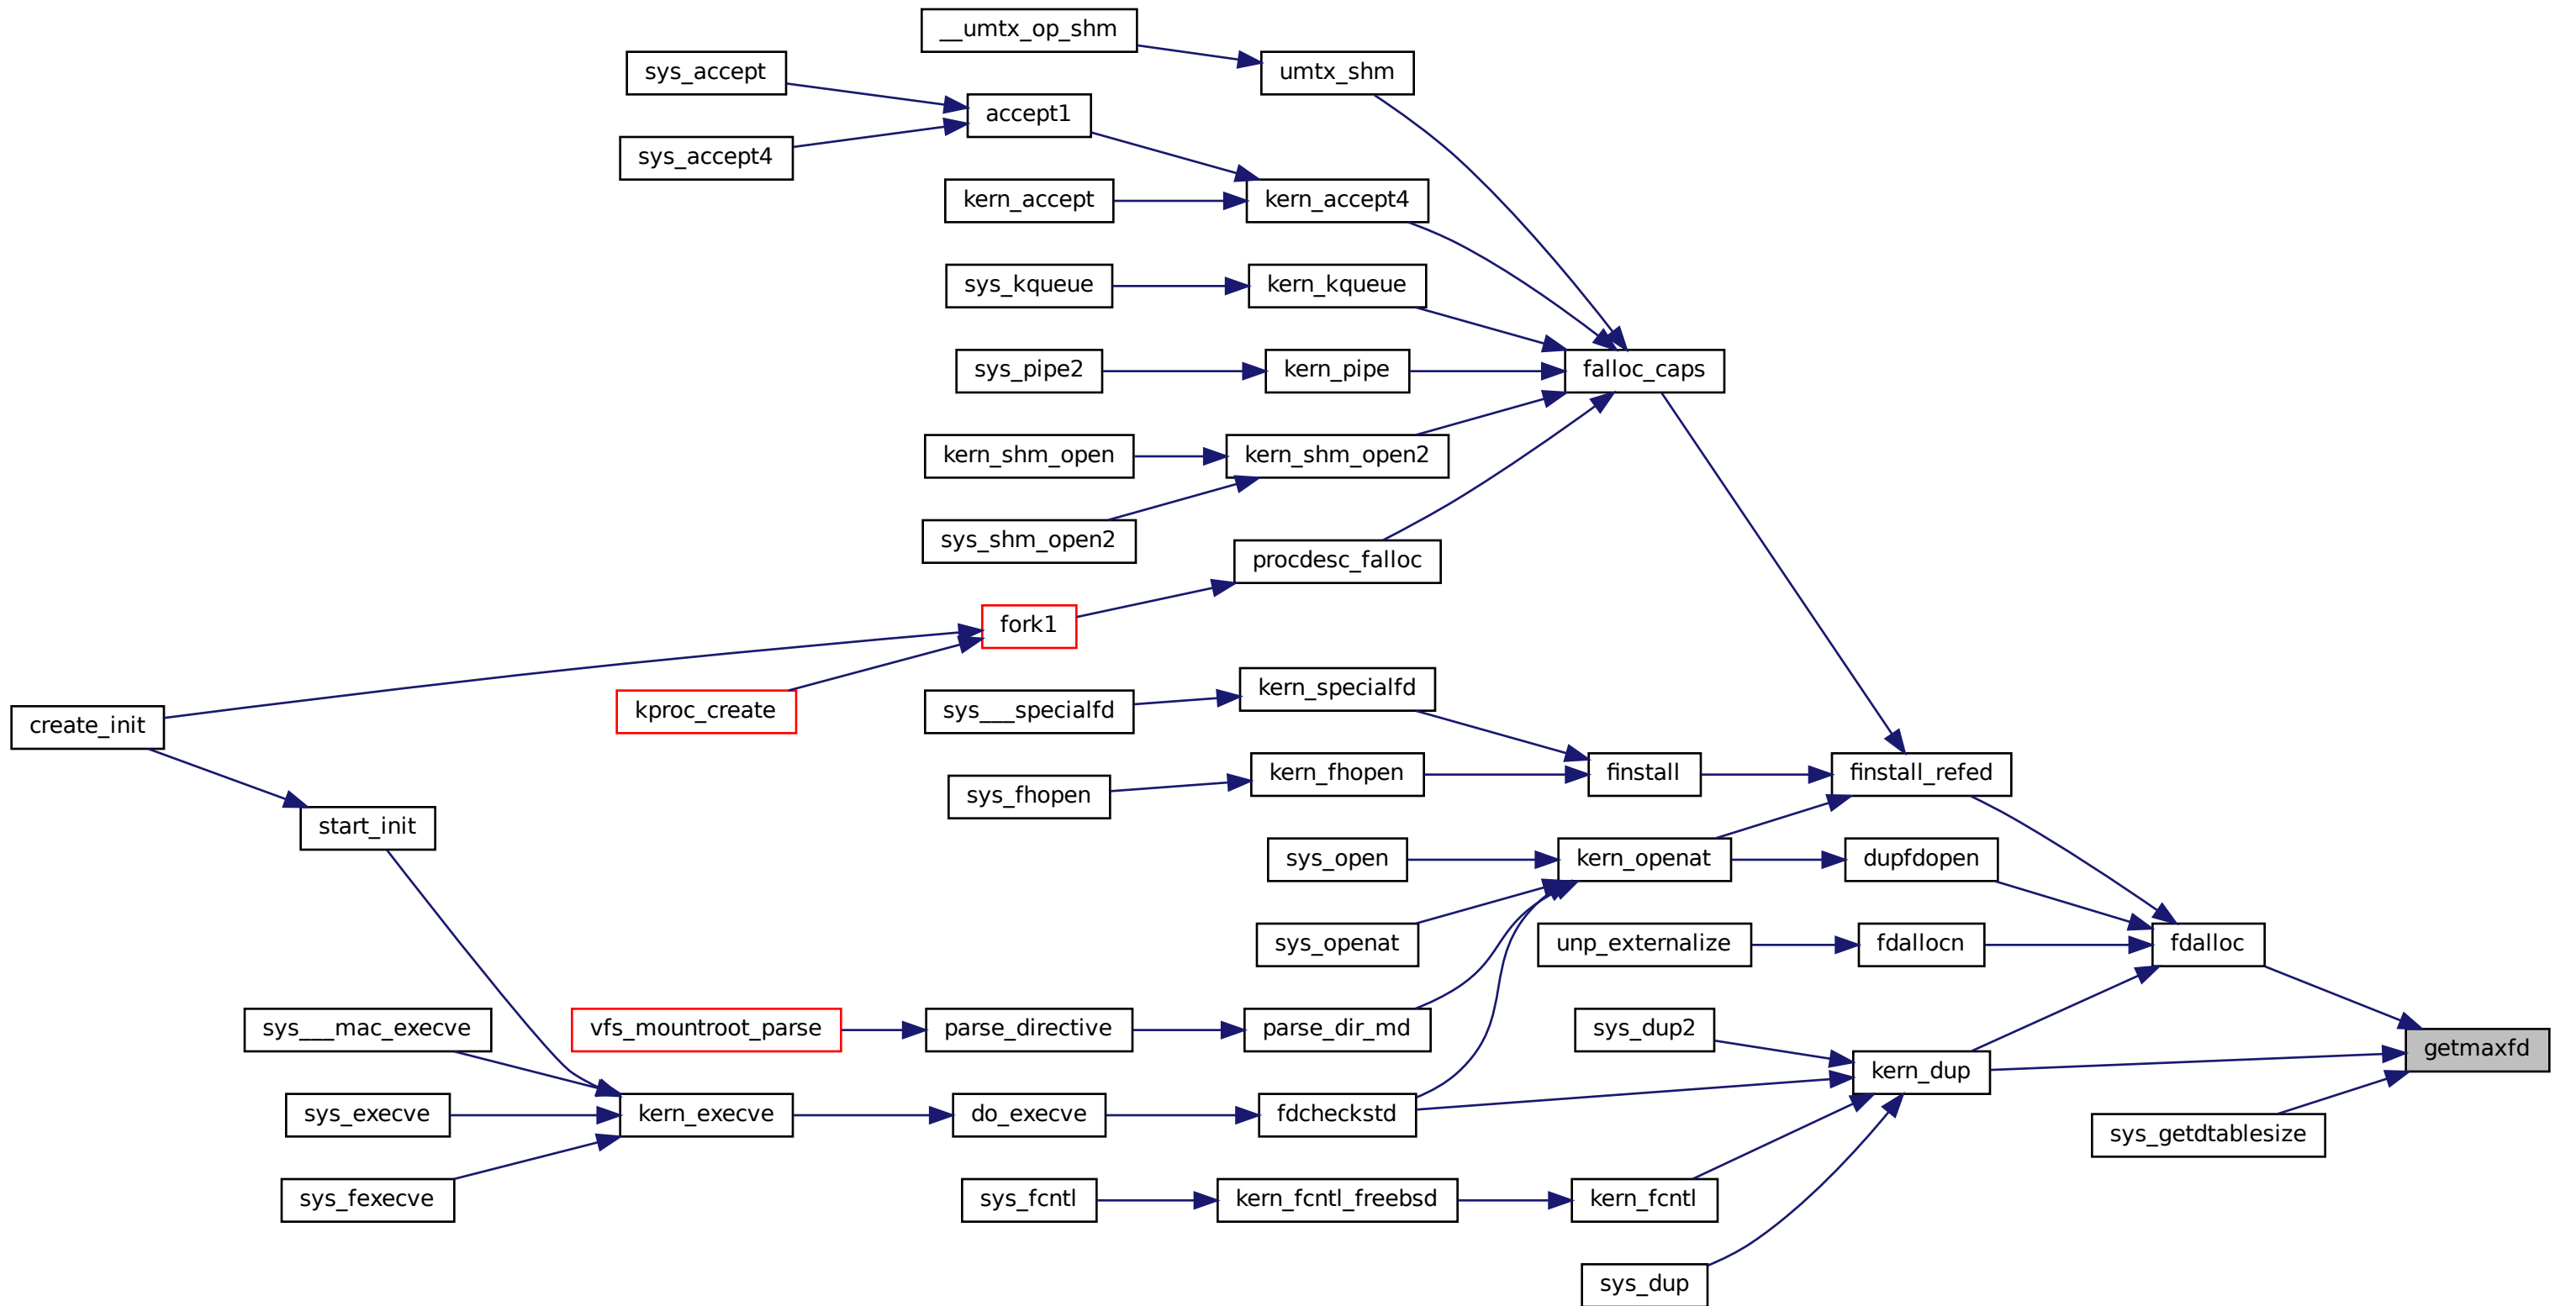 __umtx_op_shm
sys_accept
umtx_shm
accept1
sys_accept4
kern_accept
kern_accept4
sys_kqueue
kern_kqueue
sys_pipe2
kern_pipe
falloc_caps
kern_shm_open
kern_shm_open2
sys_shm_open2
procdesc_falloc
fork1
kern_specialfd
create_init
kproc_create
sys___specialfd
kern_fhopen
finstall
finstall_refed
sys_fhopen
start_init
sys_open
kern_openat
dupfdopen
sys_openat
unp_externalize
fdallocn
fdalloc
sys___mac_execve
vfs_mountroot_parse
parse_directive
parse_dir_md
sys_dup2
getmaxfd
kern_dup
sys_execve
kern_execve
do_execve
fdcheckstd
sys_getdtablesize
sys_fexecve
sys_fcntl
kern_fcntl_freebsd
kern_fcntl
sys_dup